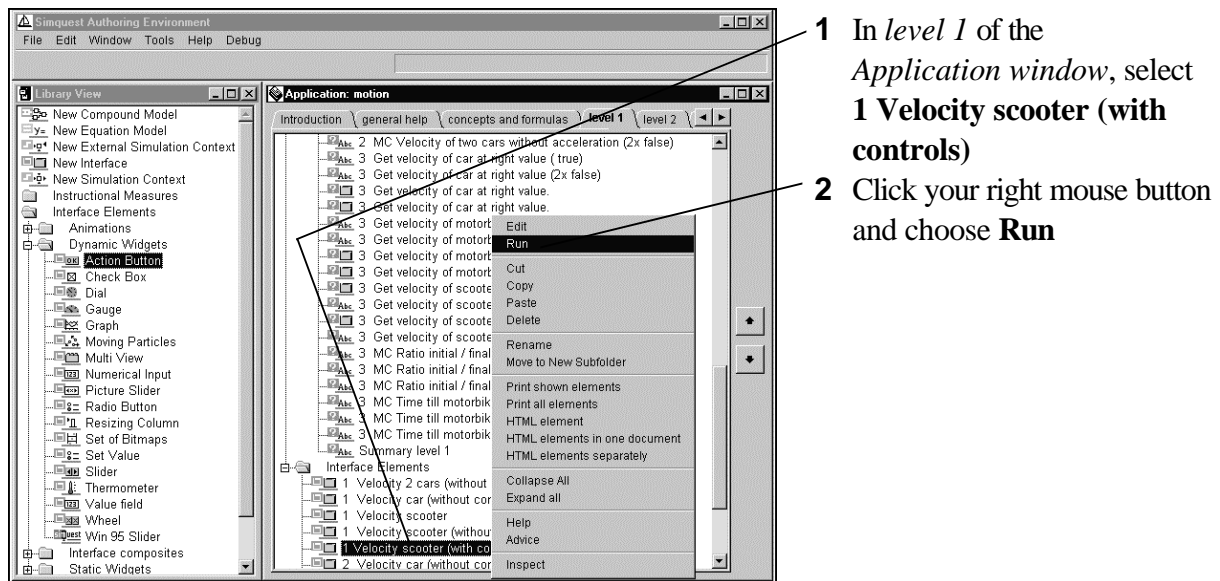 Simquest Authoring Environment
File Edit Window Tools Help Debug
Library View
New Compound Model
New Equation Model
New External Simulation Context
New Interface
New Simulation Context
Instructional Measures
Interface Elements
Animations
Dynamic Widgets
Action Button
Check Box
Dial
Gauge
Graph
Moving Particles
Multi View
Numerical Input
Picture Slider
Radio Button
Resizing Column
Set of Bitmaps
Set Value
Slider
Thermometer
Value field
Wheel
Win 95 Slider
Interface composites
Static Widgets
Application: motion
Introduction general help concepts and formulas level 1 level 2
2 MC Velocity of two cars without acceleration (2x false)
3 Get velocity of car at right value ( true)
3 Get velocity of car at right value (2x false)
3 Get velocity of car at right value.
3 Get velocity of car at right value.
3 Get velocity of motorb
3 Get velocity of motorb
3 Get velocity of motorb
3 Get velocity of motorb
3 Get velocity of scoote
3 Get velocity of scoote
3 Get velocity of scoote
3 Get velocity of scoote
3 MC Ratio initial / final
3 MC Ratio initial / final
3 MC Ratio initial / final
3 MC Time till motorbik
3 MC Time till motorbik
3 MC Time till motorbik
Summary level 1
Interface Elements
1 Velocity 2 cars (without
1 Velocity car (without cor
1 Velocity scooter
1 Velocity scooter (withou
1 Velocity scooter (with co
2 Velocity car (without cor
Edit
Run
Cut
Copy
Paste
Delete
Rename
Move to New Subfolder
Print shown elements
Print all elements
HTML element
HTML elements in one document
HTML elements separately
Collapse All
Expand all
Help
Advice
Inspect
1 In level 1 of the
Application window, select
1 Velocity scooter (with
controls)
2 Click your right mouse button
and choose Run